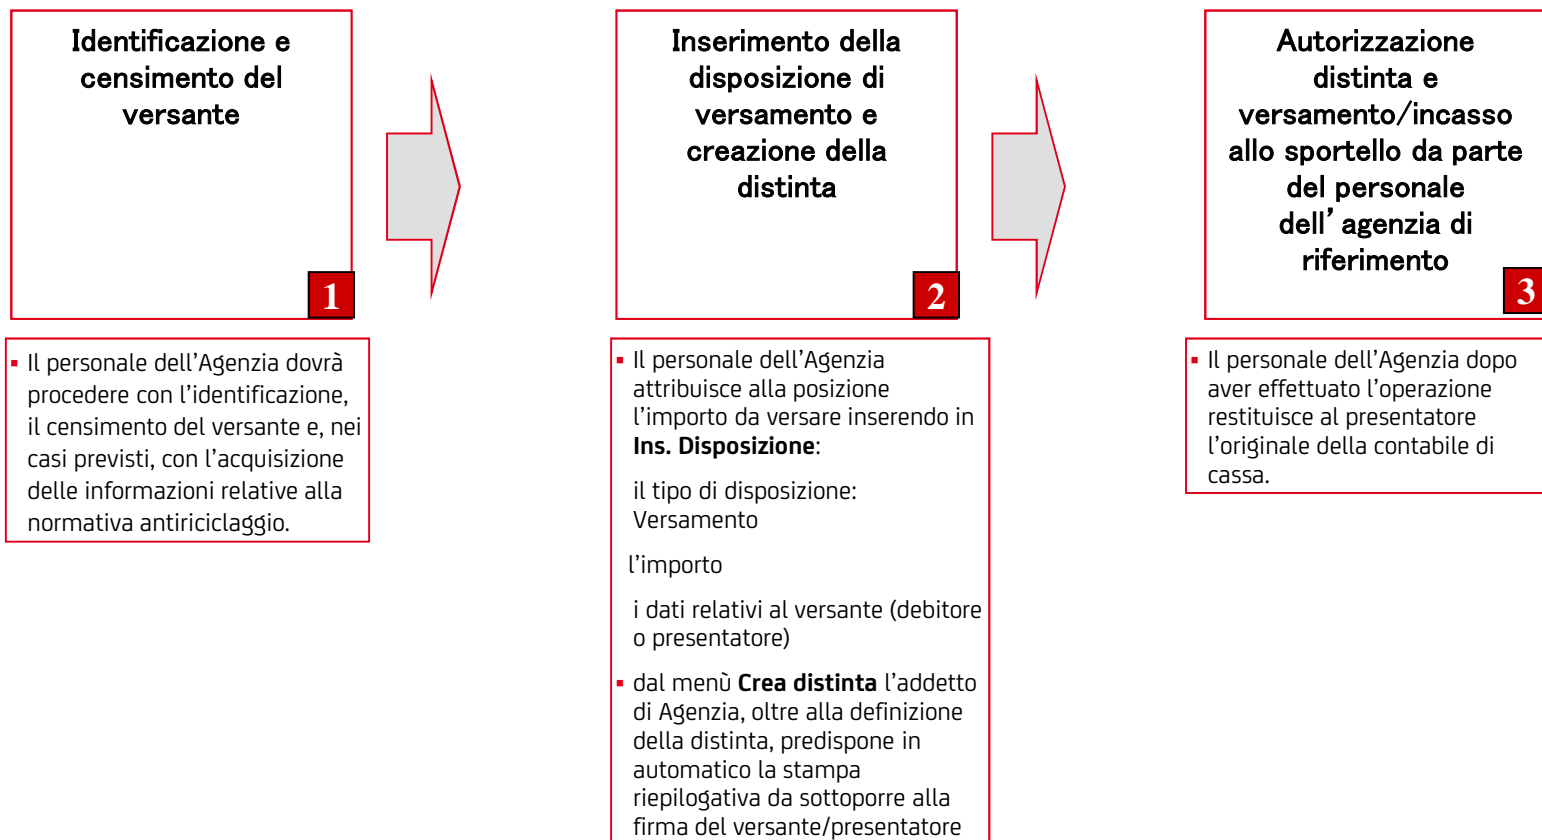 Identificazione e
censimento del
versante
1
▪ Il personale dell’Agenzia dovrà
procedere con l’identificazione,
il censimento del versante e, nei
casi previsti, con l’acquisizione
delle informazioni relative alla
normativa antiriciclaggio.
Inserimento della
disposizione di
versamento e
creazione della
distinta
2
▪ Il personale dell’Agenzia
attribuisce alla posizione
l’importo da versare inserendo in
Ins. Disposizione:
il tipo di disposizione:
Versamento
l’importo
i dati relativi al versante (debitore
o presentatore)
▪ dal menù Crea distinta l’addetto
di Agenzia, oltre alla definizione
della distinta, predispone in
automatico la stampa
riepilogativa da sottoporre alla
firma del versante/presentatore
Autorizzazione
distinta e
versamento/incasso
allo sportello da parte
del personale
dell’agenzia di
riferimento
3
▪ Il personale dell’Agenzia dopo
aver effettuato l’operazione
restituisce al presentatore
l’originale della contabile di
cassa.